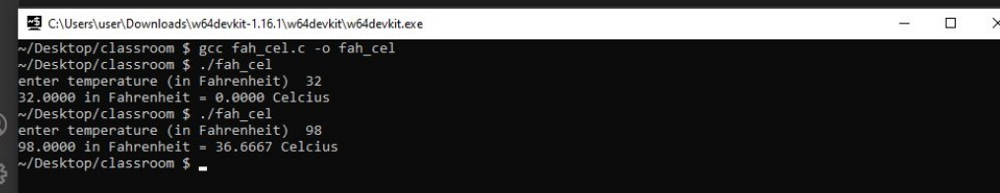 C:\Users\user\Downloads\w64devkit-1.16.1\w64devkit\w64devkit.exe
~/Desktop/classroom $ gcc fah_cel.c -o fah_cel
~/Desktop/classroom $ ./fah_cel
enter temperature (in Fahrenheit)  32
32.0000 in Fahrenheit = 0.0000 Celcius
~/Desktop/classroom $ ./fah_cel
enter temperature (in Fahrenheit)  98
98.0000 in Fahrenheit = 36.6667 Celcius
~/Desktop/classroom $